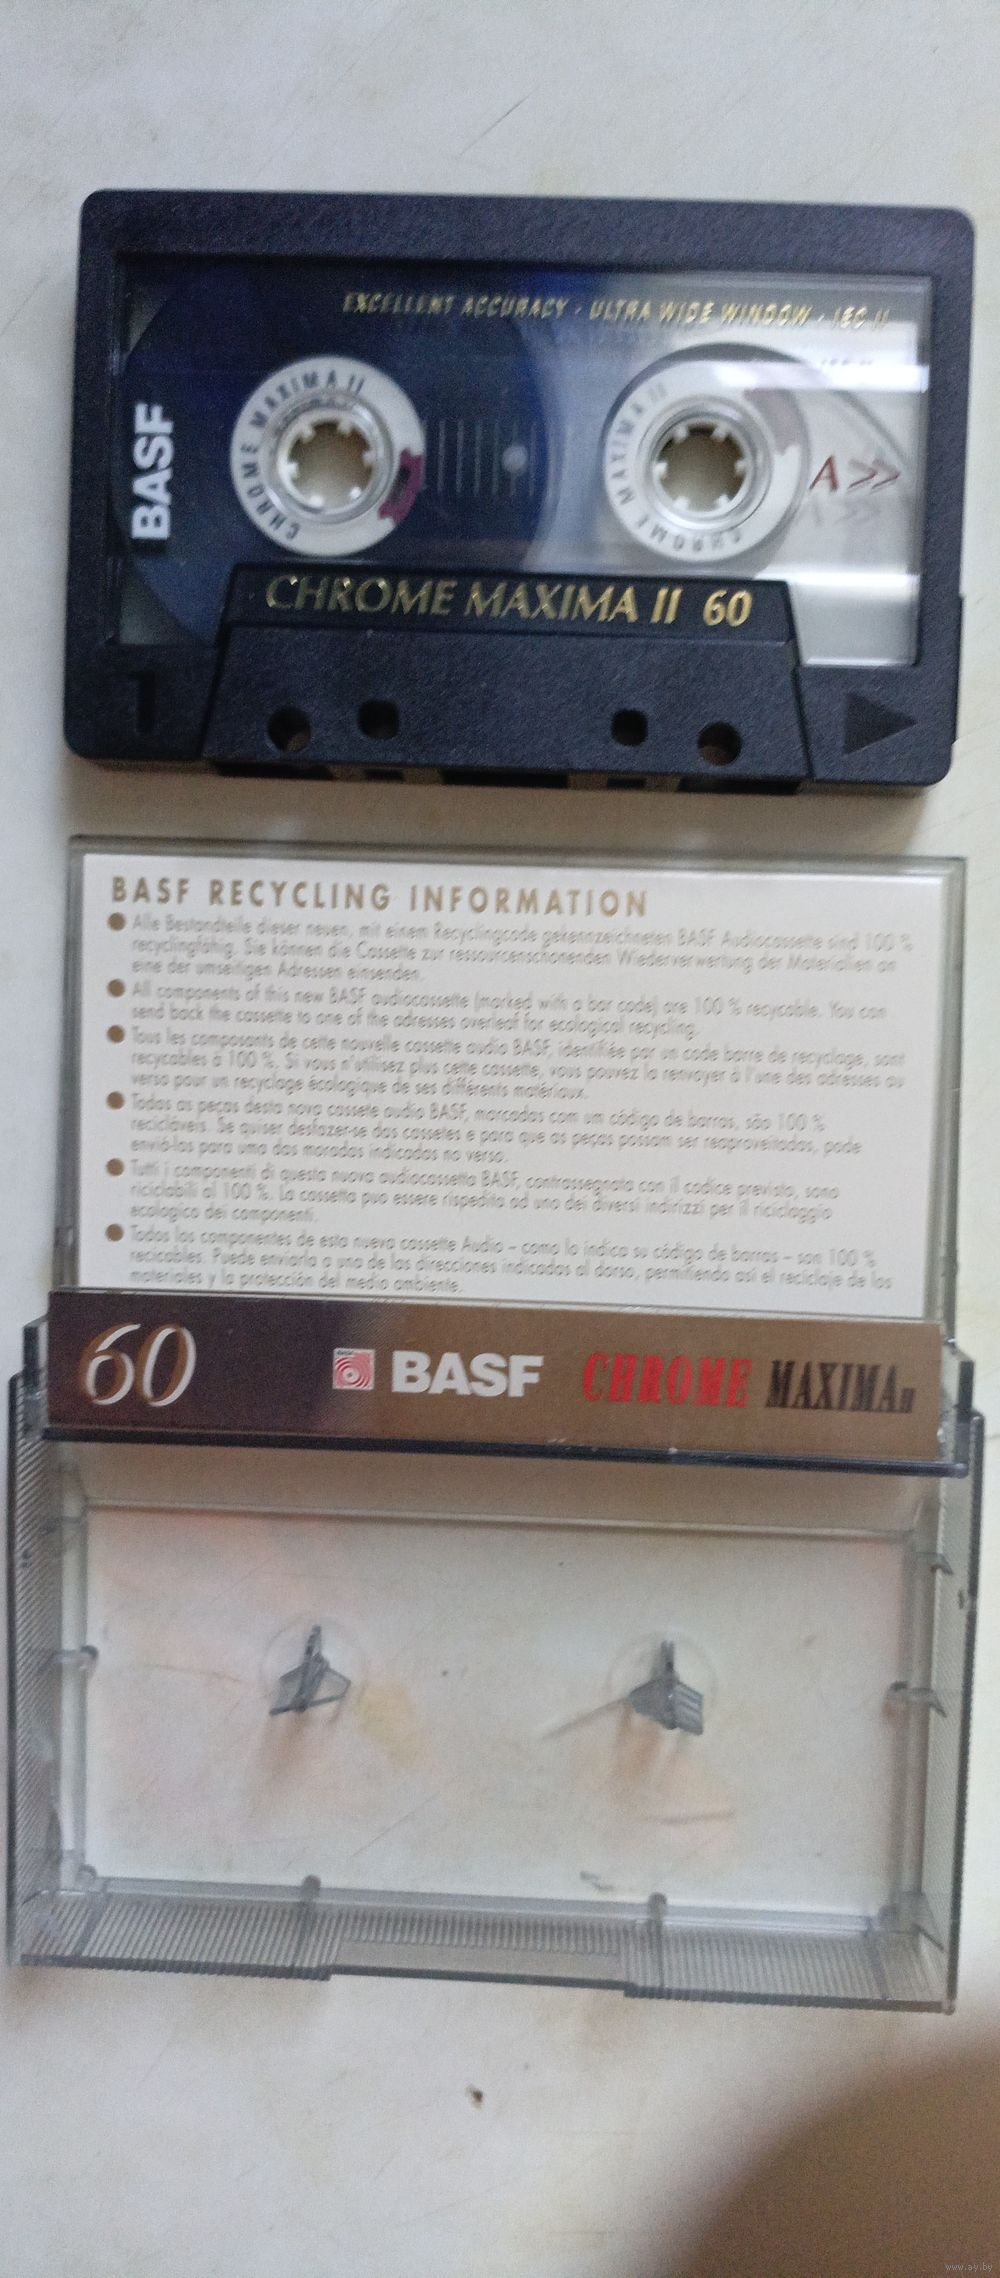 EXCELLENT ACCURACY · ULTRA WIDE WINDOW · IEC II
CHROME MAXIMA II
CHROME MAXIMA II
BASF
A >>
CHROME MAXIMA II 60
1
BASF RECYCLING INFORMATION
● Alle Bestandteile dieser neuen, mit einem Recyclingcode gekennzeichneten BASF Audiocassette sind 100 %
recyclingfähig. Sie können die Cassette zur ressourcenschonenden Wiederverwertung der Materialien an
eine der umseitigen Adressen einsenden.
● All components of this new BASF audiocassette (marked with a bar code) are 100 % recycable. You can
send back the cassette to one of the adresses overleaf for ecological recycling.
● Tous les composants de cette nouvelle cassette audio BASF, identifiée par un code barre de recyclage, sont
recycables à 100 %. Si vous n'utilisez plus cette cassette, vous pouvez la renvoyer à l'une des adresses au
verso pour un recyclage écologique de ses différents matériaux.
● Todas as peças desta nova cassete audio BASF, marcadas com um código de barras, são 100 %
recicláveis. Se quiser desfazer-se das cassetes e para que as peças possam ser reaproveitadas, pode
enviá-las para uma das moradas indicadas no verso.
● Tutti i componenti di questa nuova audiocassetta BASF, contrassegnata con il codice previsto, sono
riciclabili al 100 %. La cassetta puo essere rispedita ad uno dei diversi indirizzi per il riciclaggio
ecologico dei componenti.
● Todos los componentes de esta nueva cassette Audio – como lo indica su código de barras – son 100 %
recicables. Puede enviarla a una de las direcciones indicadas al dorso, permitiendo así el reciclaje de los
materiales y la protección del medio ambiente.
60 BASF CHROME MAXIMA II
www.ay.by